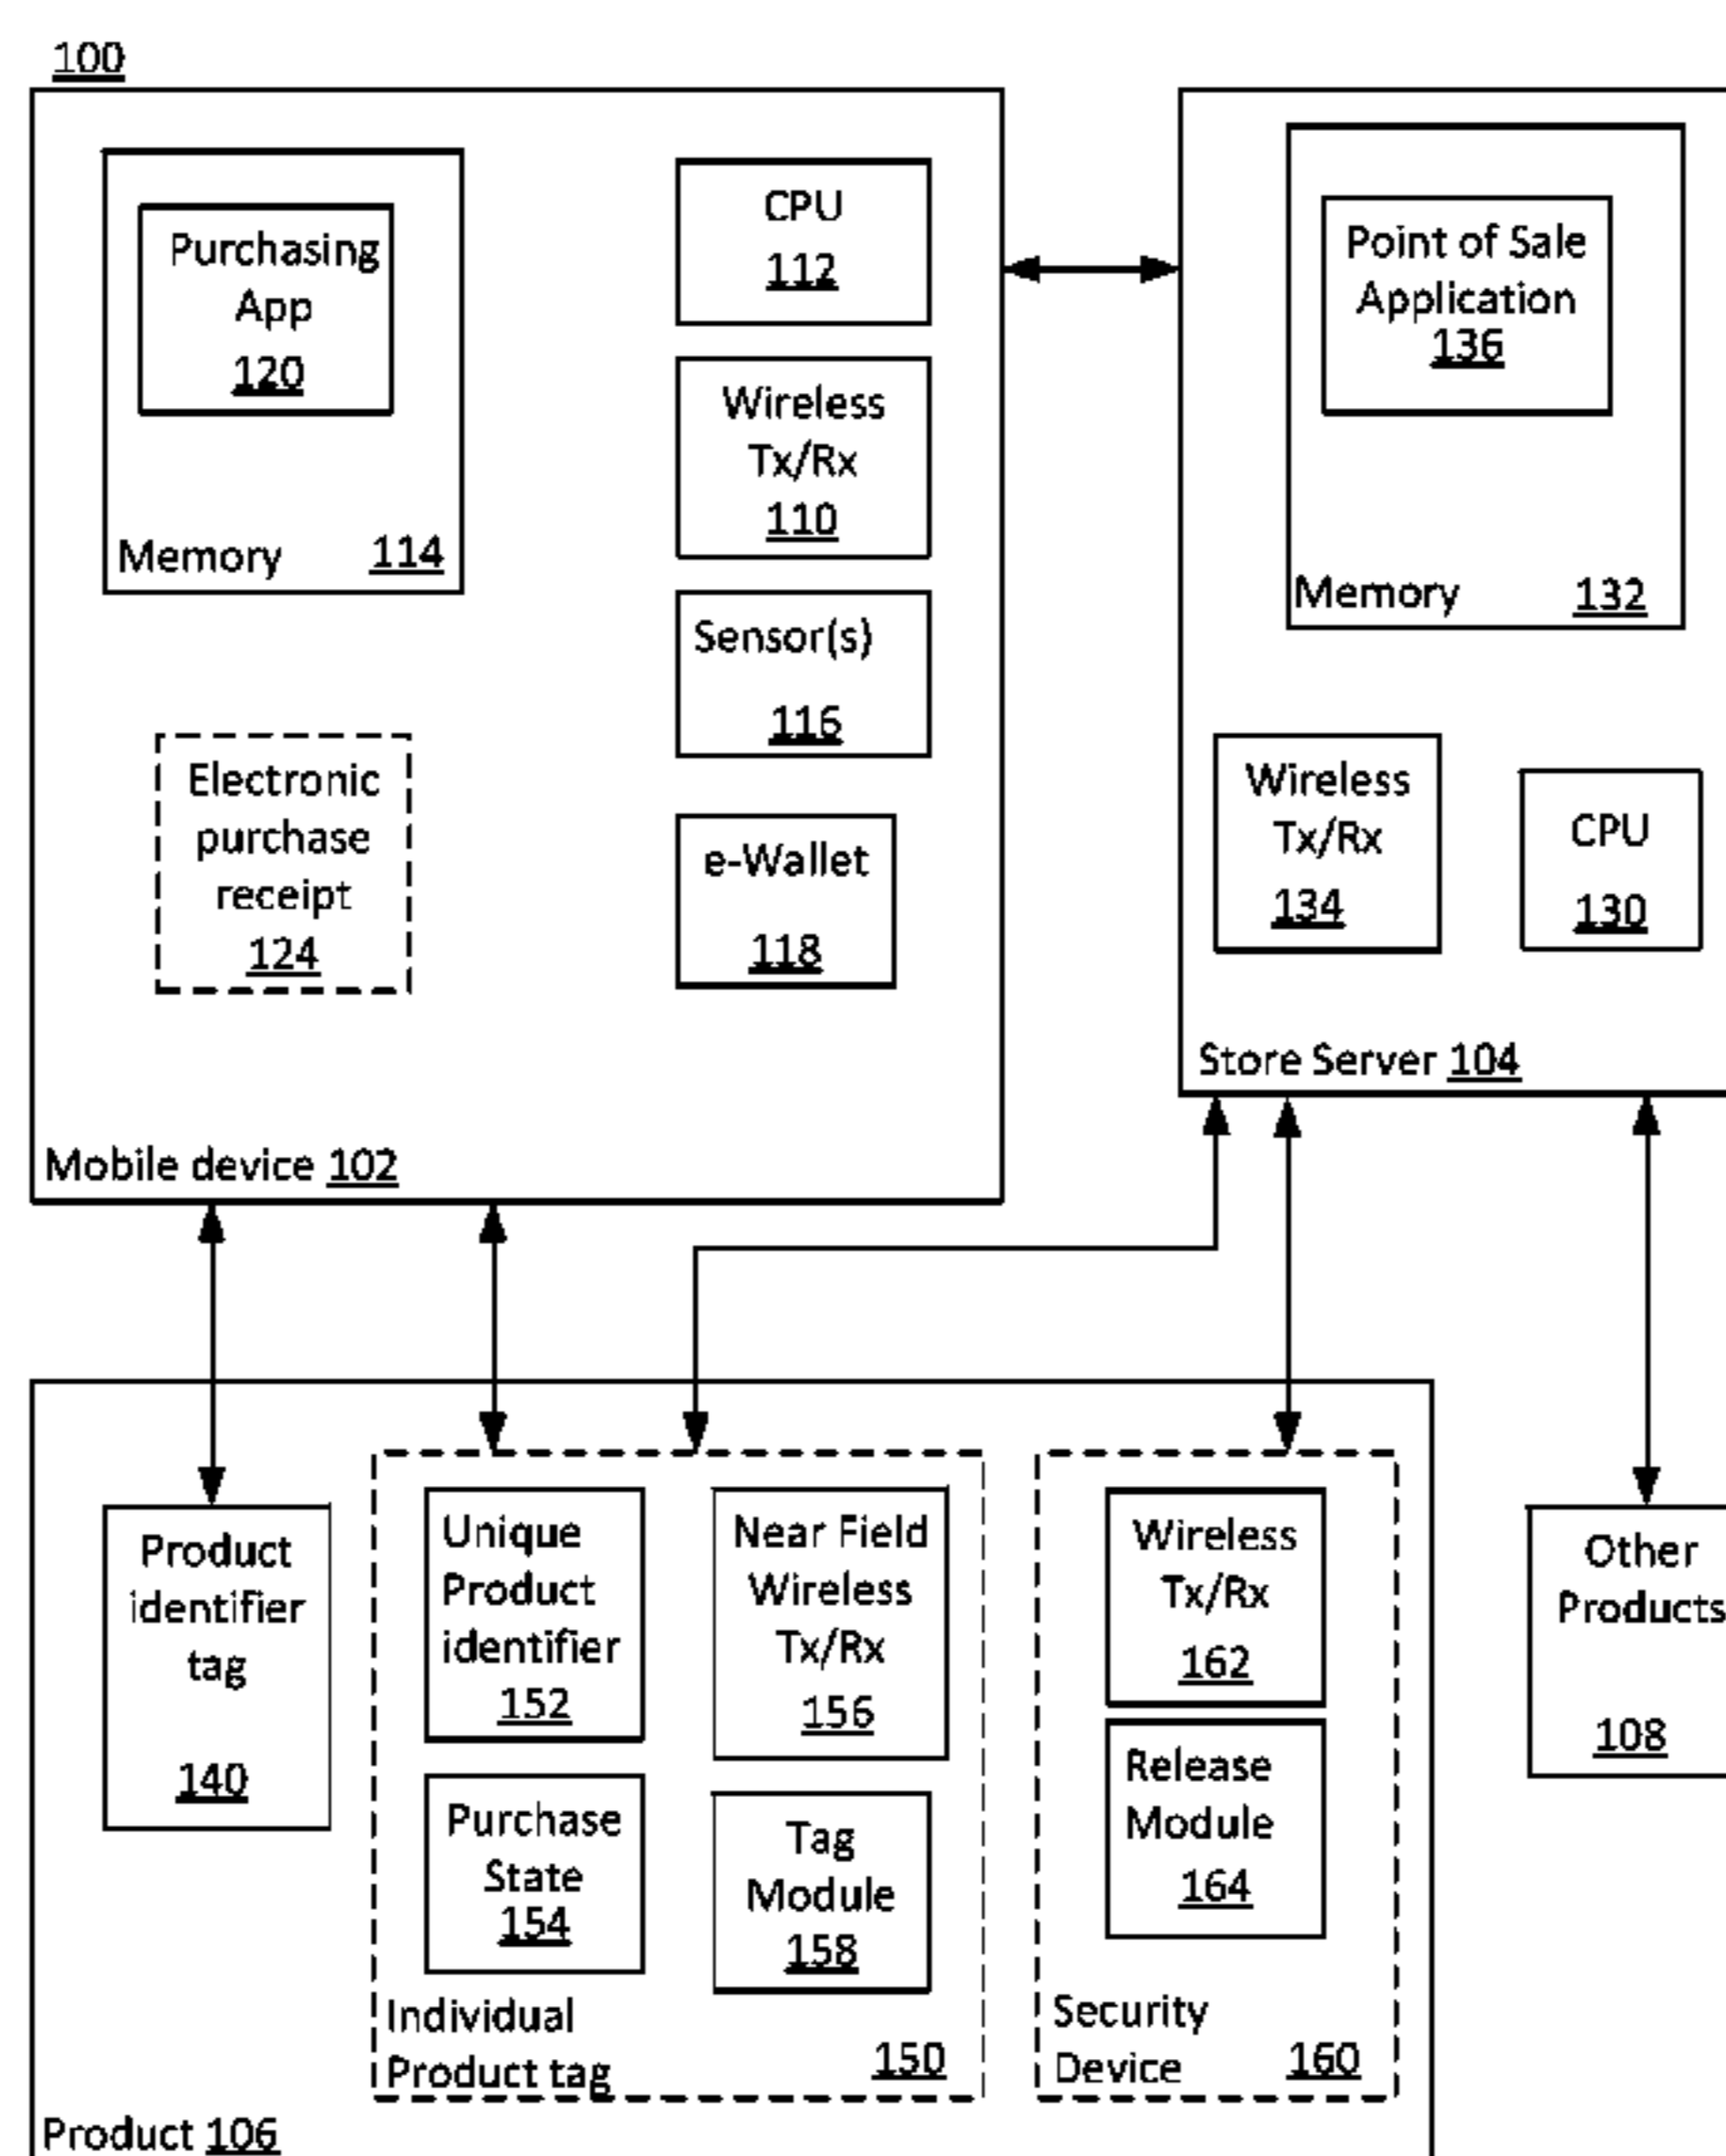 100
Purchasing
App
120
Memory 114
CPU
112
Wireless
Tx/Rx
110
Sensor(s)
116
Electronic
purchase
receipt
124
e-Wallet
118
Mobile device 102
Point of Sale
Application
136
Memory 132
Wireless
Tx/Rx
134
CPU
130
Store Server 104
Product
identifier
tag
140
Unique
Product
identifier
152
Near Field
Wireless
Tx/Rx
156
Purchase
State
154
Tag
Module
158
Individual
Product tag 150
Wireless
Tx/Rx
162
Release
Module
164
Security
Device 160
Product 106
Other
Products
108